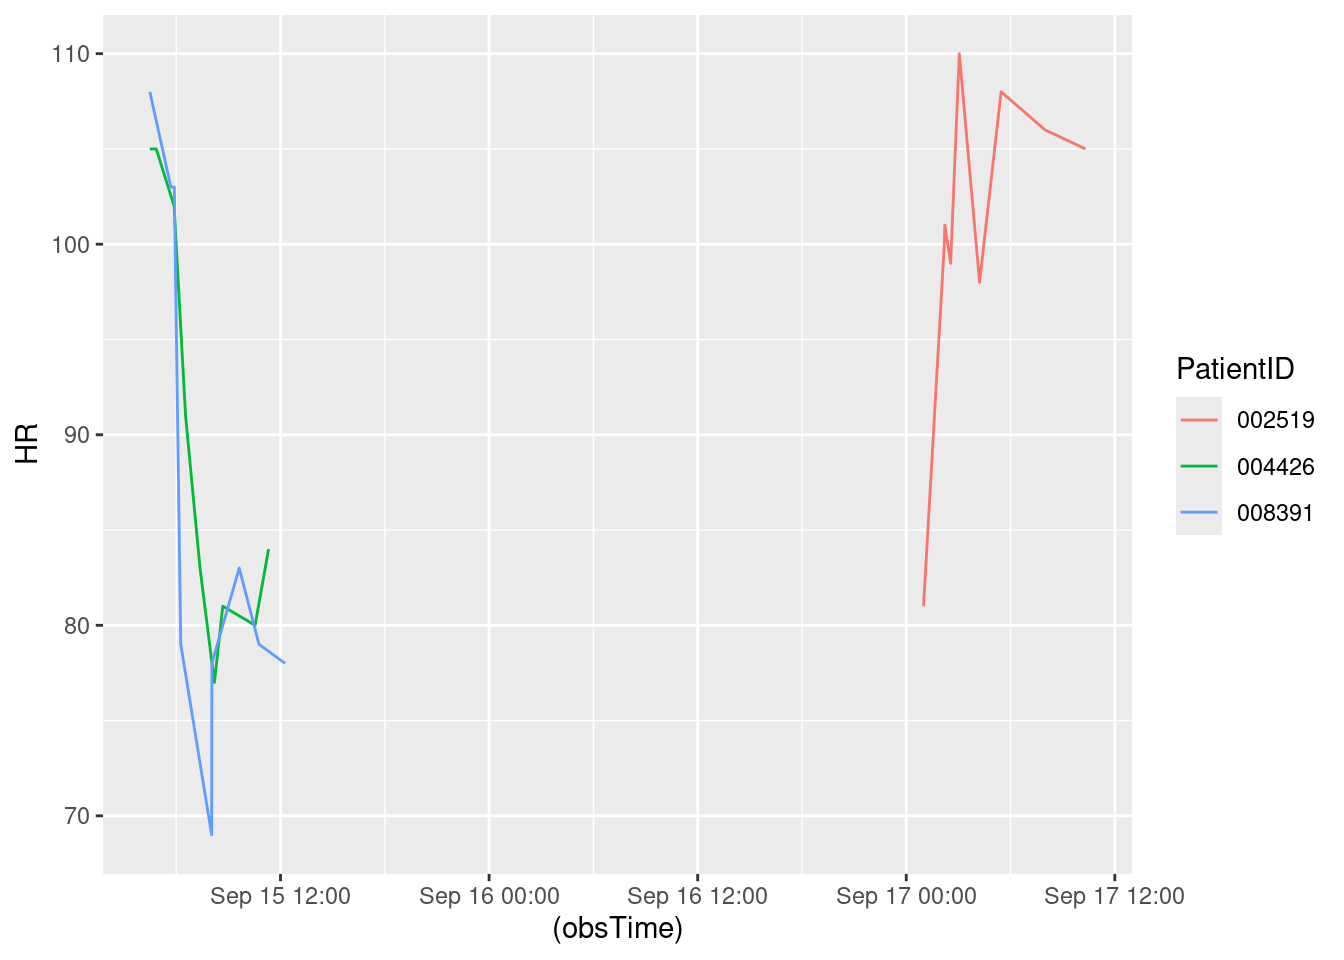 110
100
90
80
70
HR
Sep 15 12:00
Sep 16 00:00
Sep 16 12:00
Sep 17 00:00
Sep 17 12:00
(obsTime)
PatientID
002519
004426
008391